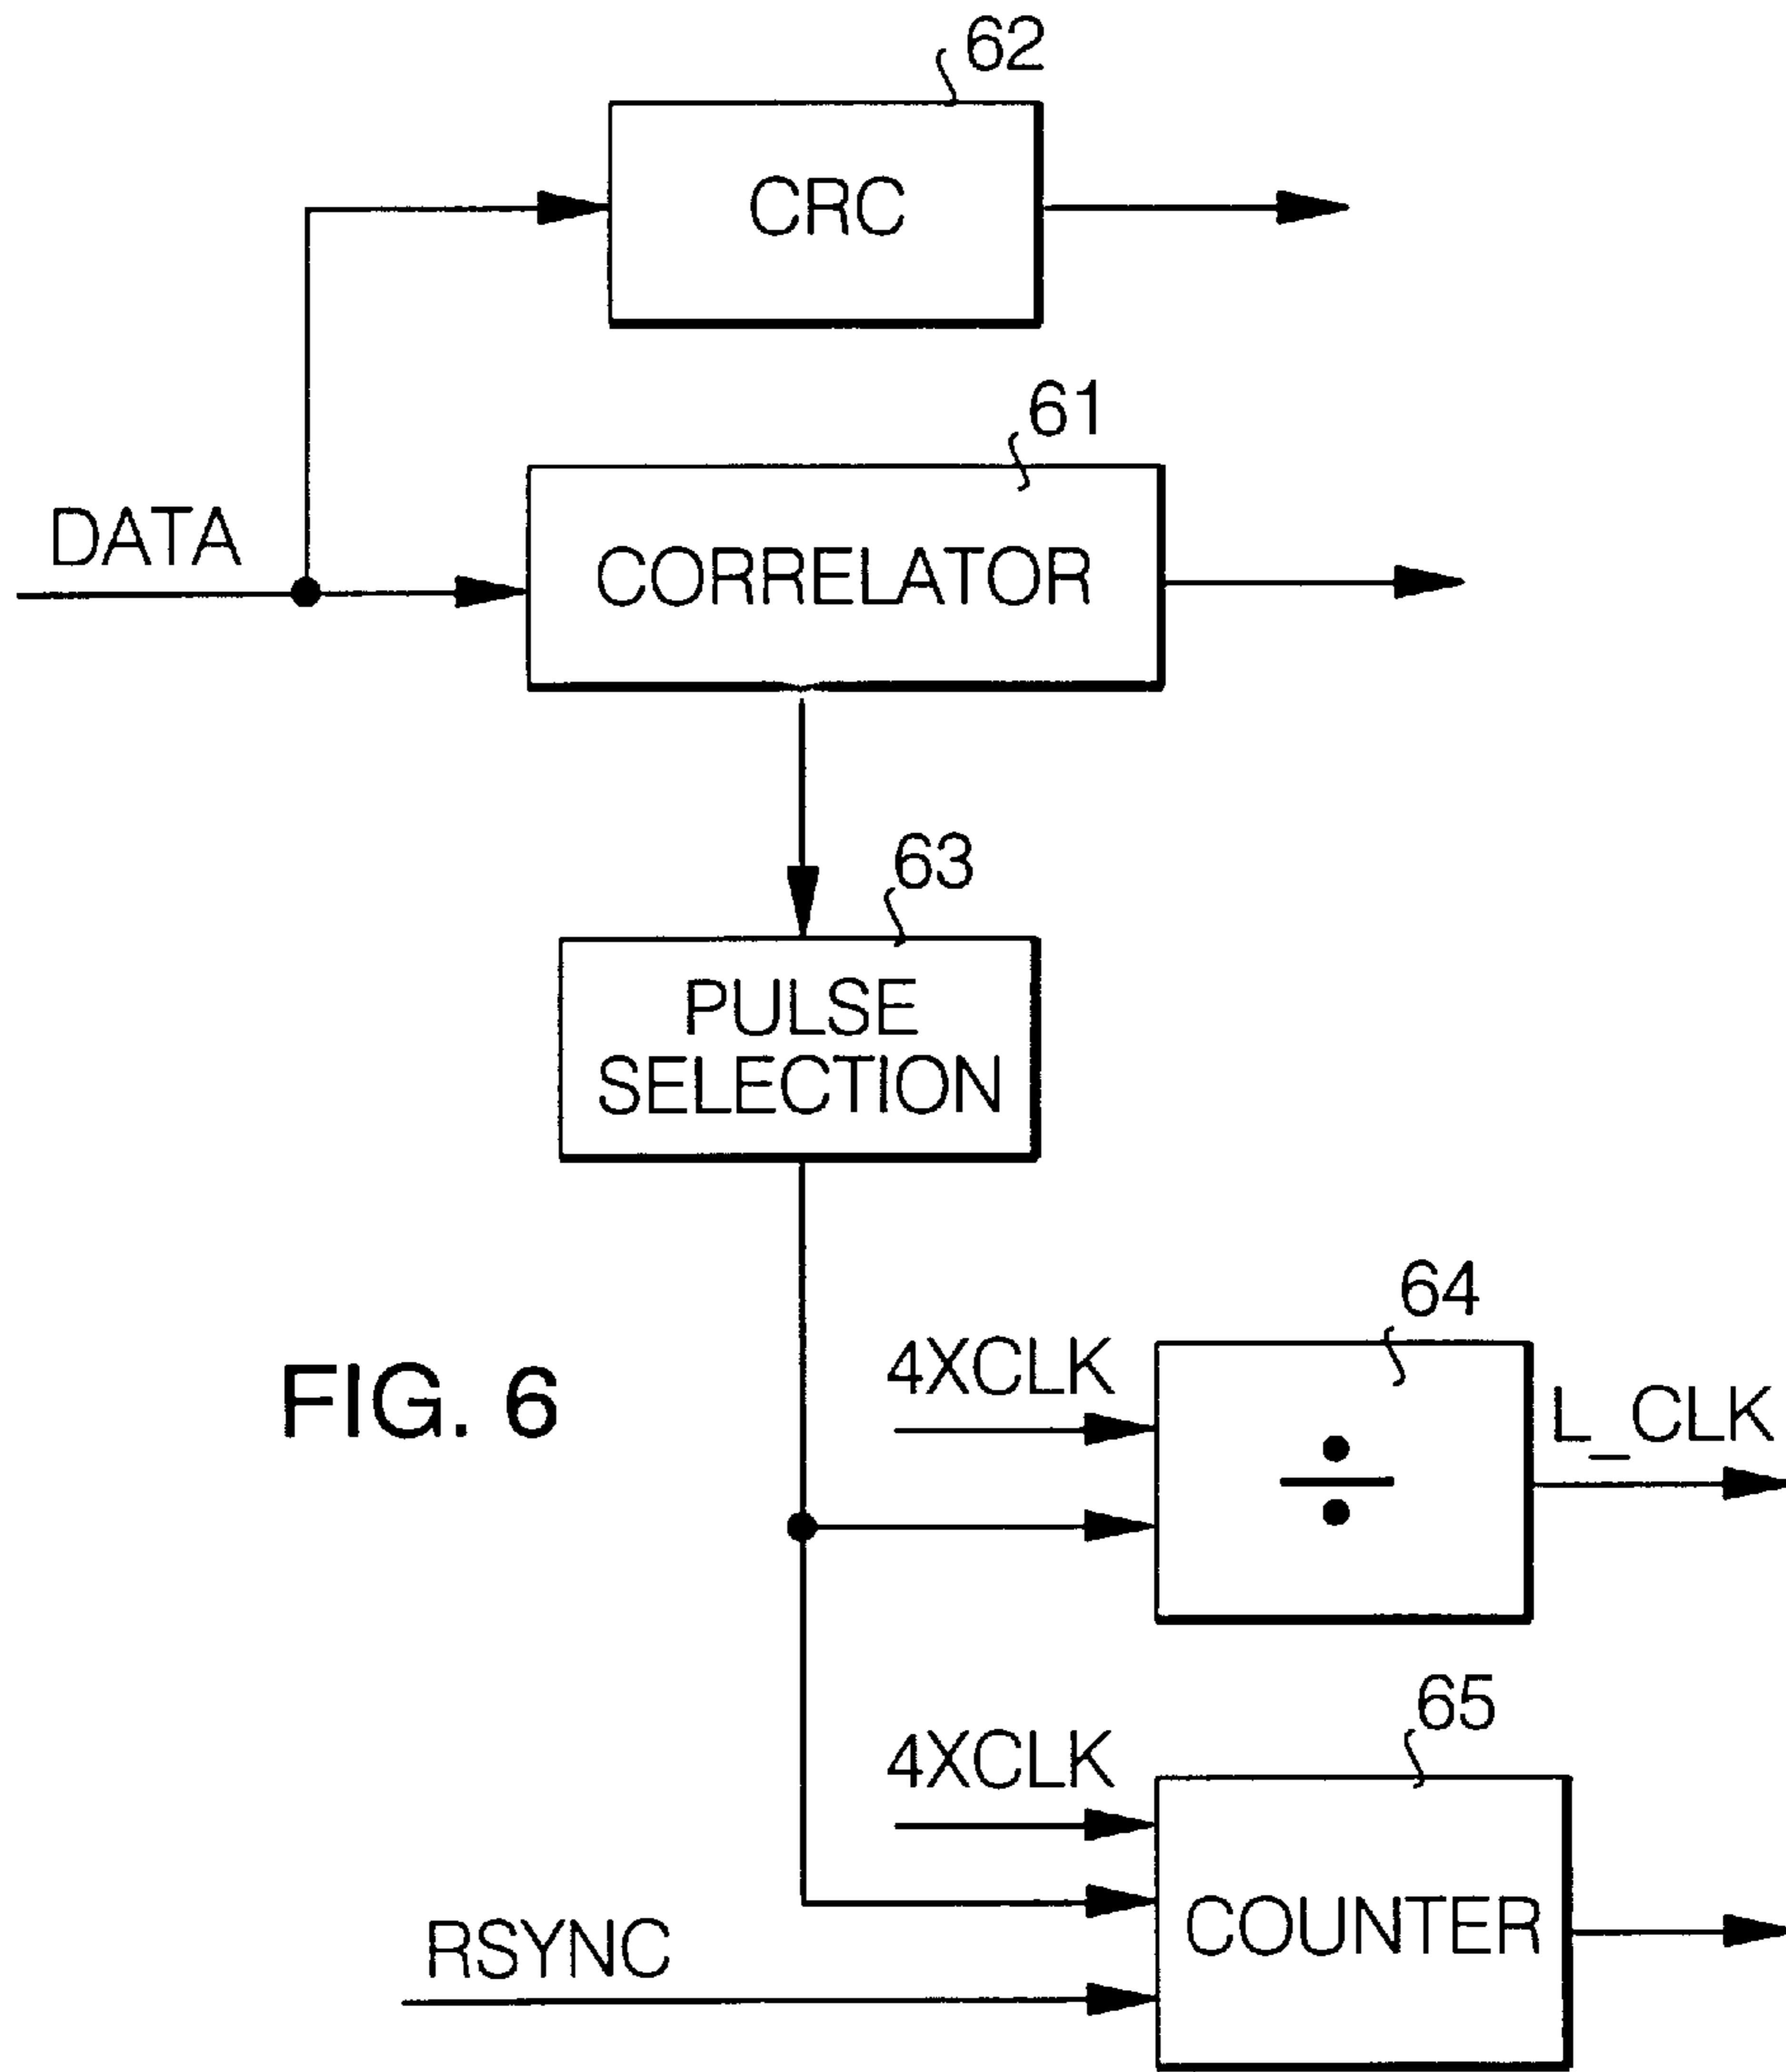 62
CRC
61
DATA
CORRELATOR
63
PULSE
SELECTION
64
4XCLK
L_CLK
÷
FIG. 6
65
4XCLK
COUNTER
RSYNC